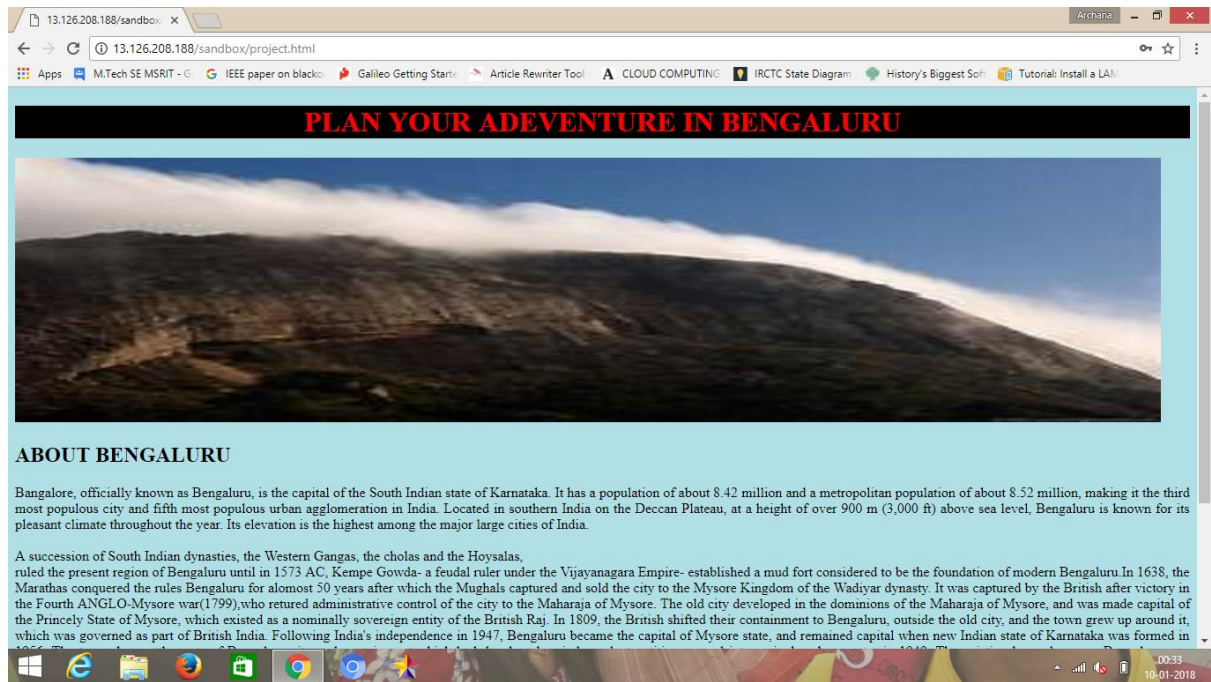 13.126.208.188/sandbox/
Archana
13.126.208.188/sandbox/project.html
Apps M.Tech SE MSRIT - G IEEE paper on blacko Galileo Getting Starte Article Rewriter Tool A CLOUD COMPUTING IRCTC State Diagram History's Biggest Soft Tutorial: Install a LAM
PLAN YOUR ADEVENTURE IN BENGALURU
ABOUT BENGALURU
Bangalore, officially known as Bengaluru, is the capital of the South Indian state of Karnataka. It has a population of about 8.42 million and a metropolitan population of about 8.52 million, making it the third
most populous city and fifth most populous urban agglomeration in India. Located in southern India on the Deccan Plateau, at a height of over 900 m (3,000 ft) above sea level, Bengaluru is known for its
pleasant climate throughout the year. Its elevation is the highest among the major large cities of India.
A succession of South Indian dynasties, the Western Gangas, the cholas and the Hoysalas,
ruled the present region of Bengaluru until in 1573 AC, Kempe Gowda- a feudal ruler under the Vijayanagara Empire- established a mud fort considered to be the foundation of modern Bengaluru.In 1638, the
Marathas conquered the rules Bengaluru for alomost 50 years after which the Mughals captured and sold the city to the Mysore Kingdom of the Wadiyar dynasty. It was captured by the British after victory in
the Fourth ANGLO-Mysore war(1799),who retured administrative control of the city to the Maharaja of Mysore. The old city developed in the dominions of the Maharaja of Mysore, and was made capital of
the Princely State of Mysore, which existed as a nominally sovereign entity of the British Raj. In 1809, the British shifted their containment to Bengaluru, outside the old city, and the town grew up around it,
which was governed as part of British India. Following India's independence in 1947, Bengaluru became the capital of Mysore state, and remained capital when new Indian state of Karnataka was formed in
00:33
10-01-2018